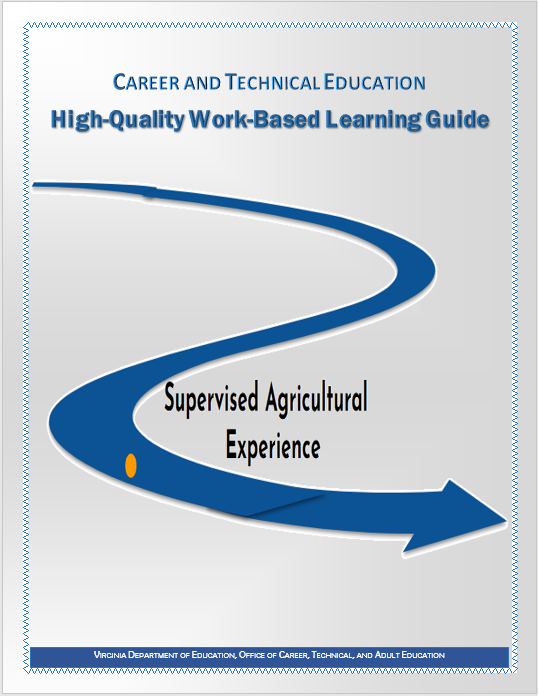 CAREER AND TECHNICAL EDUCATION
High-Quality Work-Based Learning Guide
Supervised Agricultural
Experience
VIRGINIA DEPARTMENT OF EDUCATION, OFFICE OF CAREER, TECHNICAL, AND ADULT EDUCATION